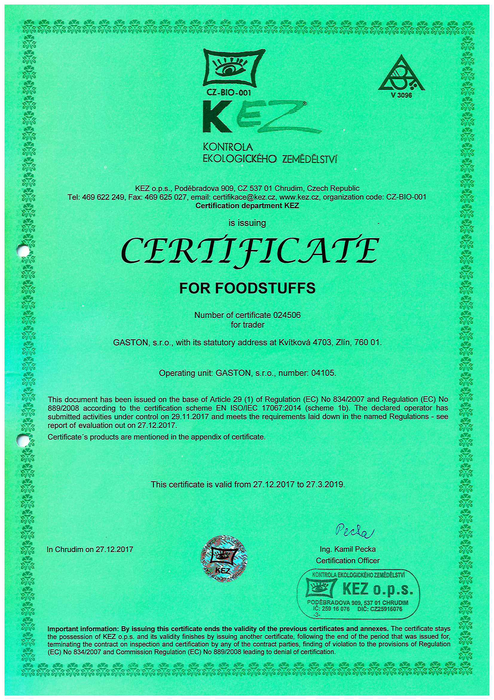 CZ-BIO-001
V 3096
KEZ
KONTROLA
EKOLOGICKÉHO ZEMĚDĚLSTVÍ
KEZ o.p.s., Poděbradova 909, CZ 537 01 Chrudim, Czech Republic
Tel: 469 622 249, Fax: 469 625 027, email: certifikace@kez.cz, www.kez.cz, organization code: CZ-BIO-001
Certification department KEZ
is issuing
CERTIFICATE
FOR FOODSTUFFS
Number of certificate 024506
for trader
GASTON, s.r.o., with its statutory address at Kvítková 4703, Zlín, 760 01.
Operating unit: GASTON, s.r.o., number: 04105.
This document has been issued on the base of Article 29 (1) of Regulation (EC) No 834/2007 and Regulation (EC) No
889/2008 according to the certification scheme EN ISO/IEC 17067:2014 (scheme 1b). The declared operator has
submitted activities under control on 29.11.2017 and meets the requirements laid down in the named Regulations - see
report of evaluation out on 27.12.2017.
Certificate´s products are mentioned in the appendix of certificate.
This certificate is valid from 27.12.2017 to 27.3.2019.
Pecka
In Chrudim on 27.12.2017
Ing. Kamil Pecka
Certification Officer
KEZ
KONTROLA EKOLOGICKÉHO ZEMĚDĚLSTVÍ
KEZ o.p.s.
PODĚBRADOVA 909, 537 01 CHRUDIM
IČ: 259 16 076 DIČ: CZ25916076
Important information: By issuing this certificate ends the validity of the previous certificates and annexes. The certificate stays
the possession of KEZ o.p.s. and its validity finishes by issuing another certificate, following the end of the period that was issued for,
terminating the contract on inspection and certification by any of the contract parties, finding of violation to the provisions of Regulation
(EC) No 834/2007 and Commission Regulation (EC) No 889/2008 leading to denial of certification.